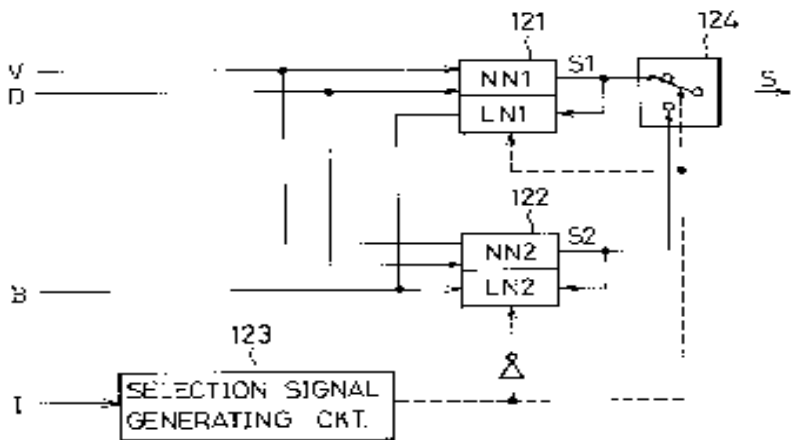 121
124
V
NN1
S1
S
D
LN1
122
NN2
S2
B
LN2
123
SELECTION SIGNAL
GENERATING CKT.